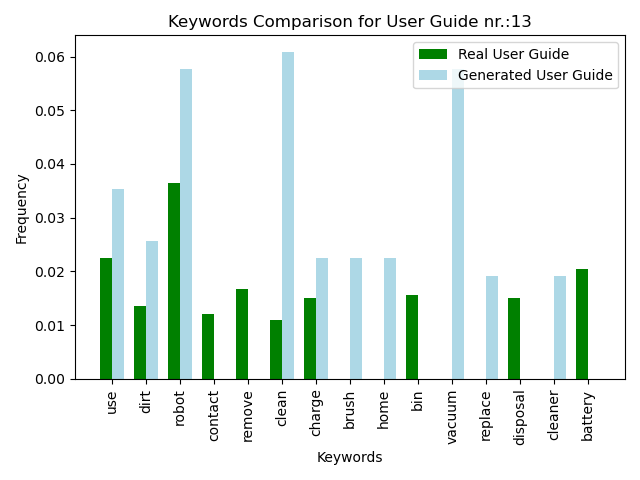 Keywords Comparison for User Guide nr.:13
Real User Guide
Generated User Guide
Frequency
0.06
0.05
0.04
0.03
0.02
0.01
0.00
use
dirt
robot
contact
remove
clean
charge
brush
home
bin
vacuum
replace
disposal
cleaner
battery
Keywords